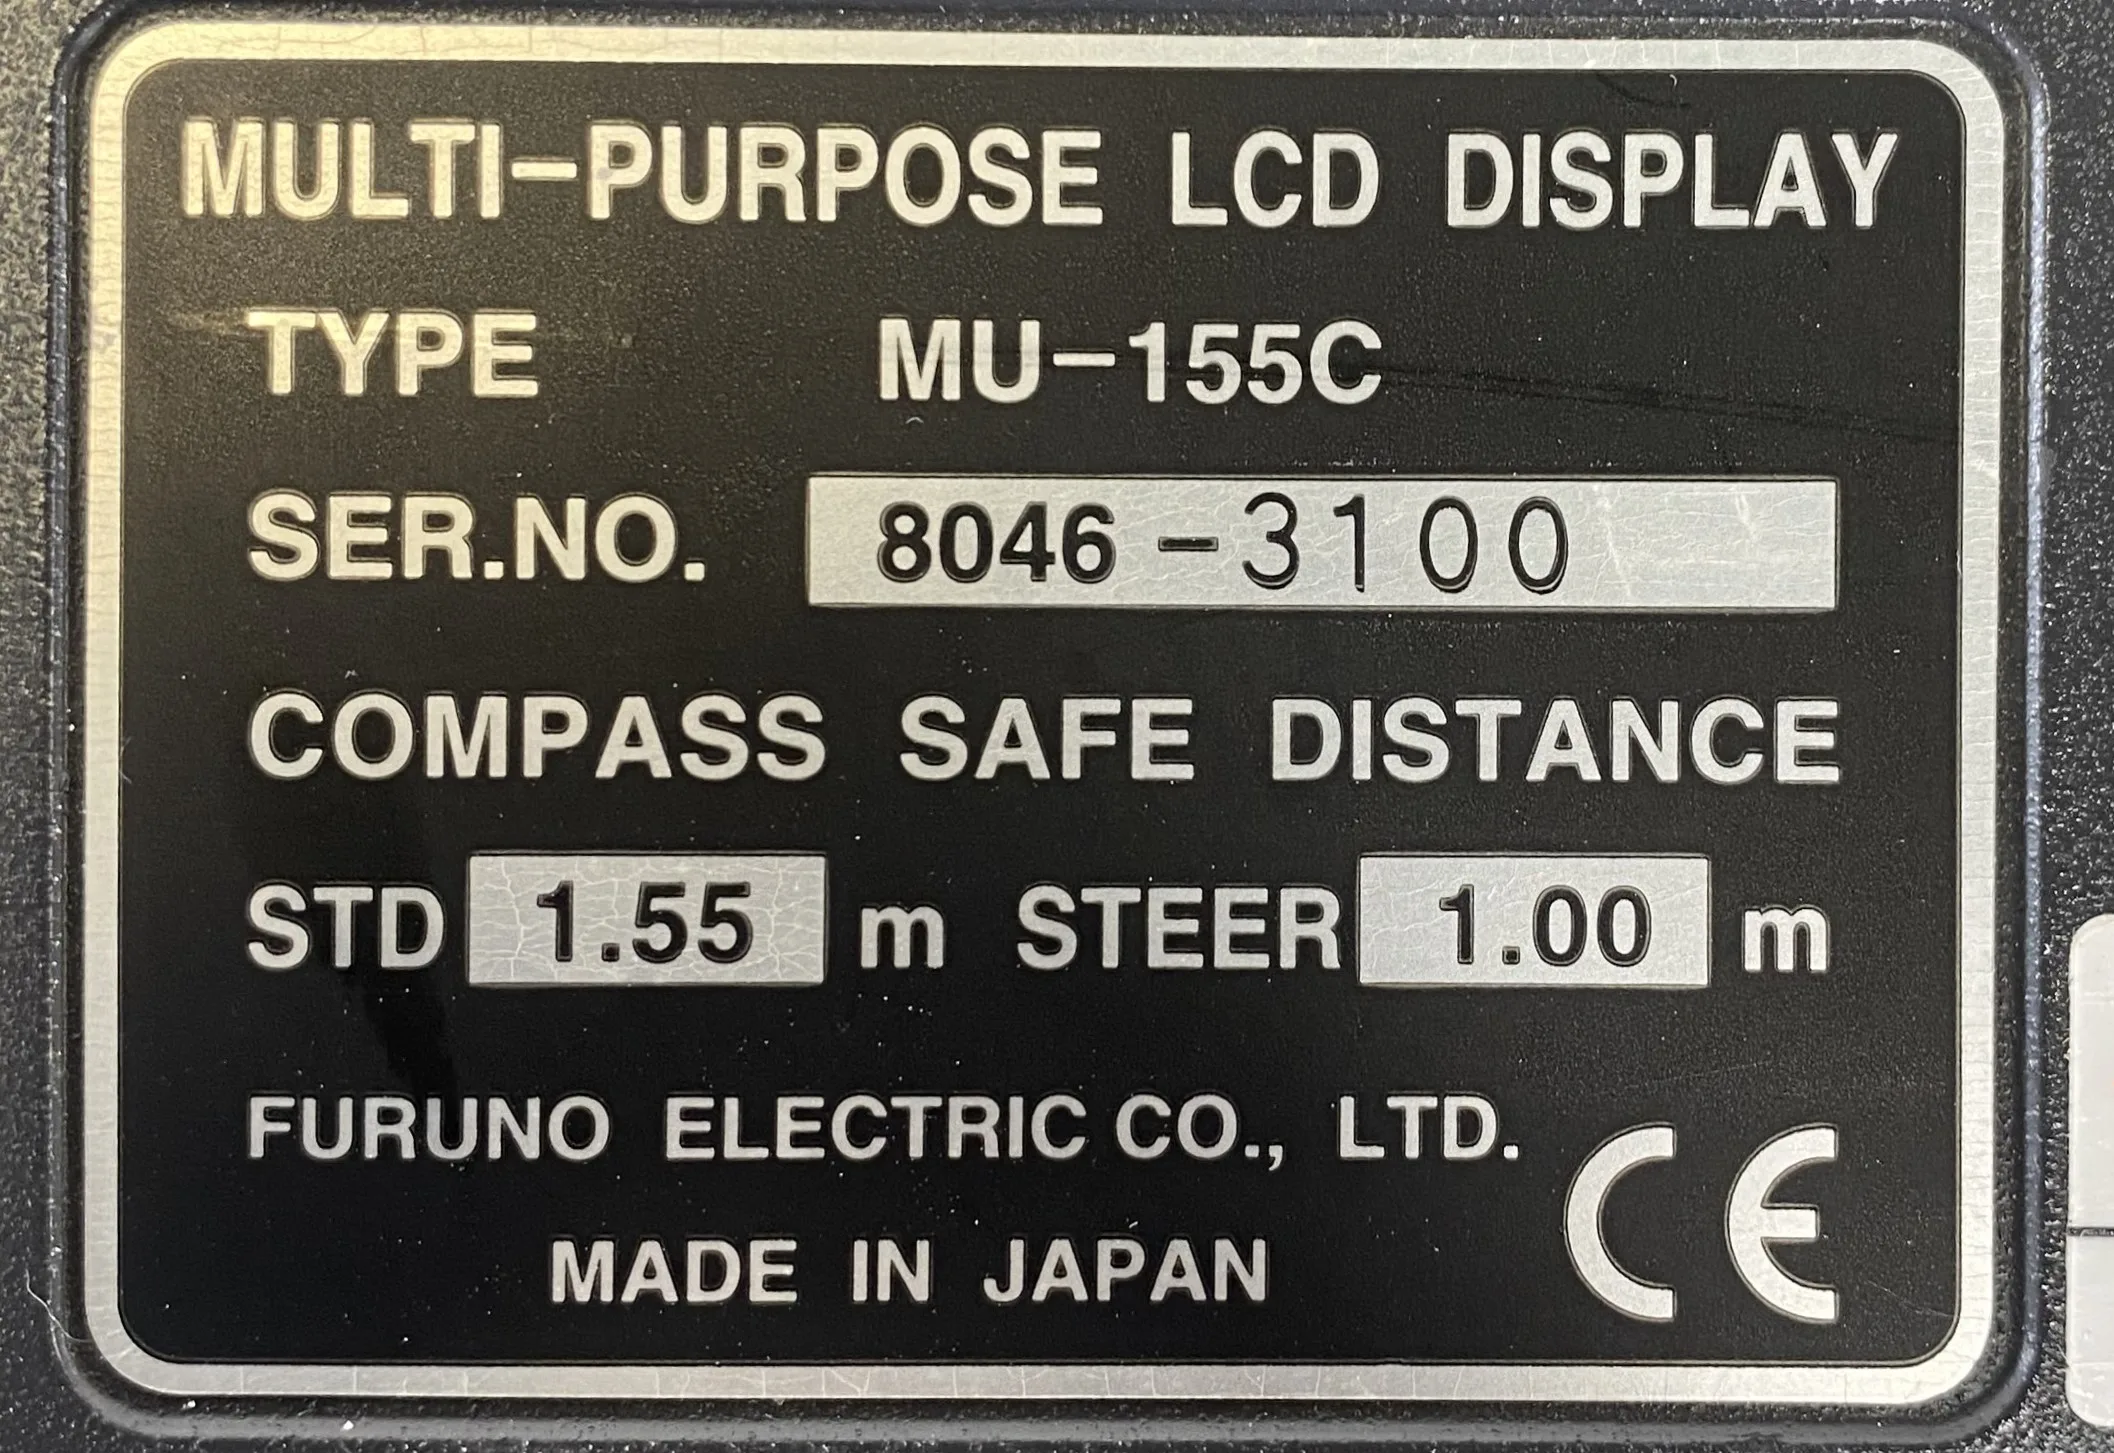 MULTI-PURPOSE LCD DISPLAY
TYPE MU-155C
SER.NO. 8046-3100
COMPASS SAFE DISTANCE
STD 1.55 m STEER 1.00 m
FURUNO ELECTRIC CO., LTD.
MADE IN JAPAN CE